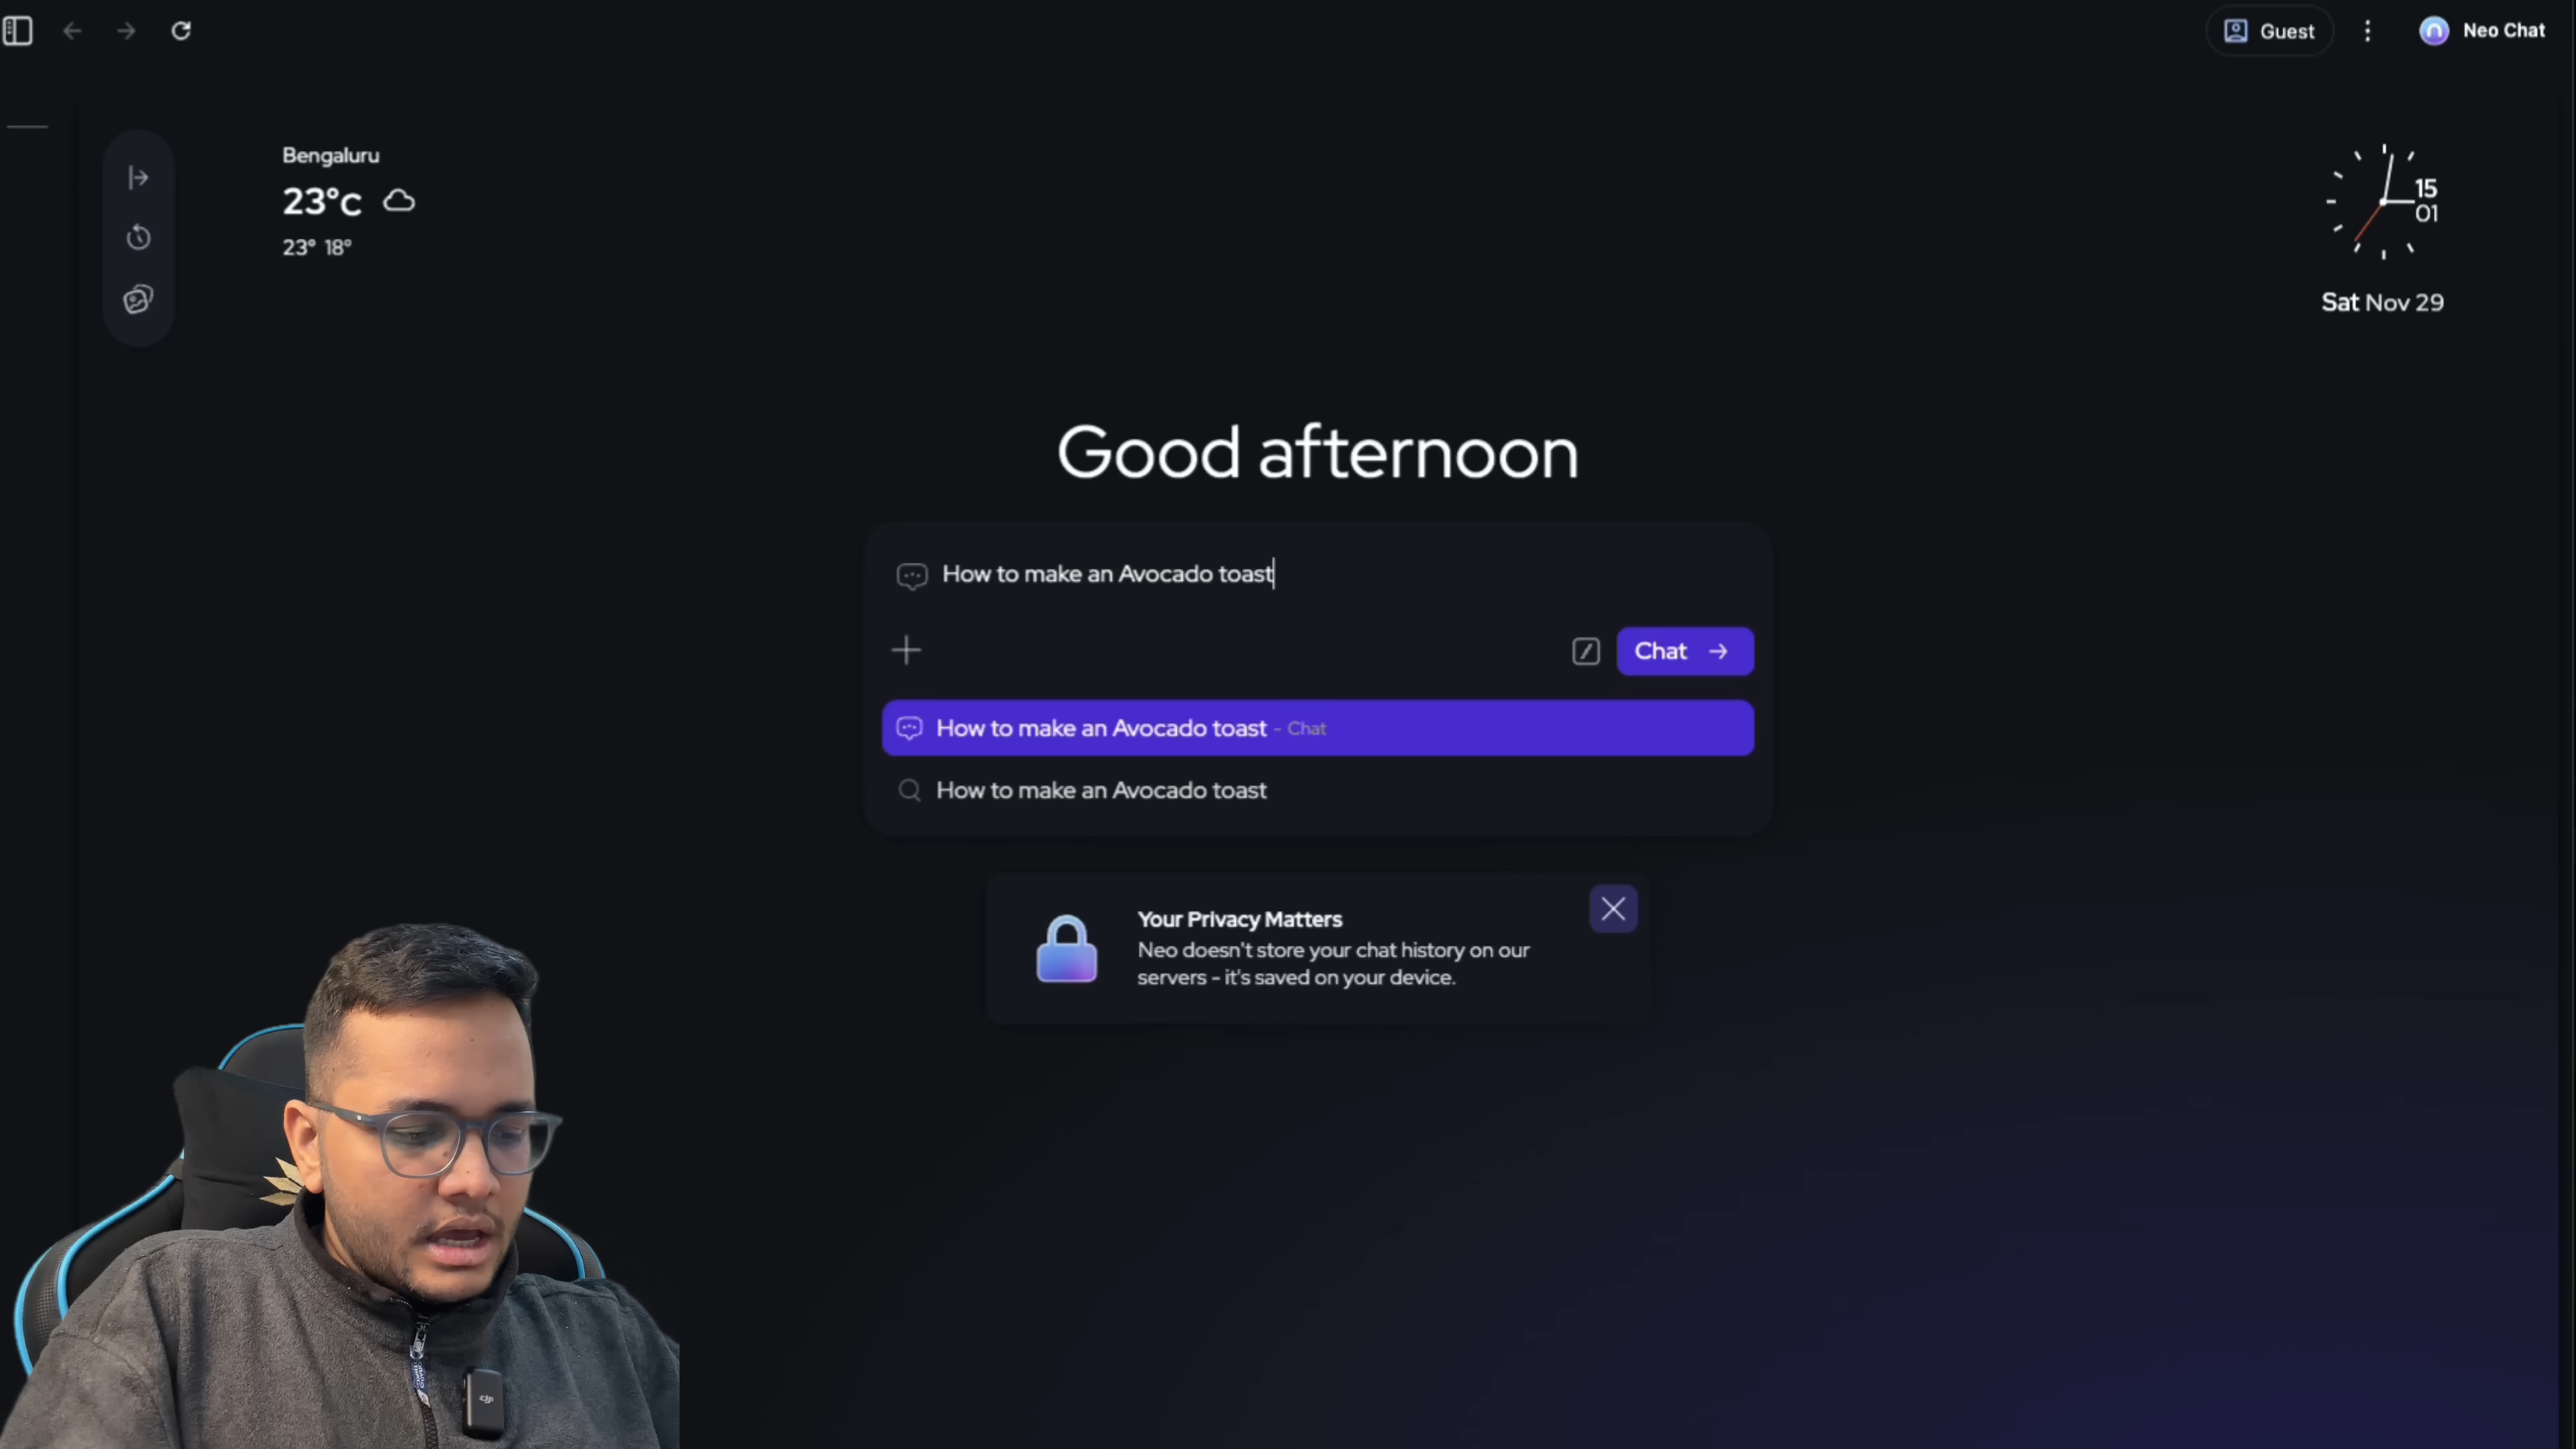 Guest
Neo Chat
Bengaluru
23°c
23° 18°
15
01
Sat Nov 29
Good afternoon
How to make an Avocado toast
Chat
How to make an Avocado toast - Chat
How to make an Avocado toast
Your Privacy Matters
Neo doesn't store your chat history on our
servers - it's saved on your device.
dji